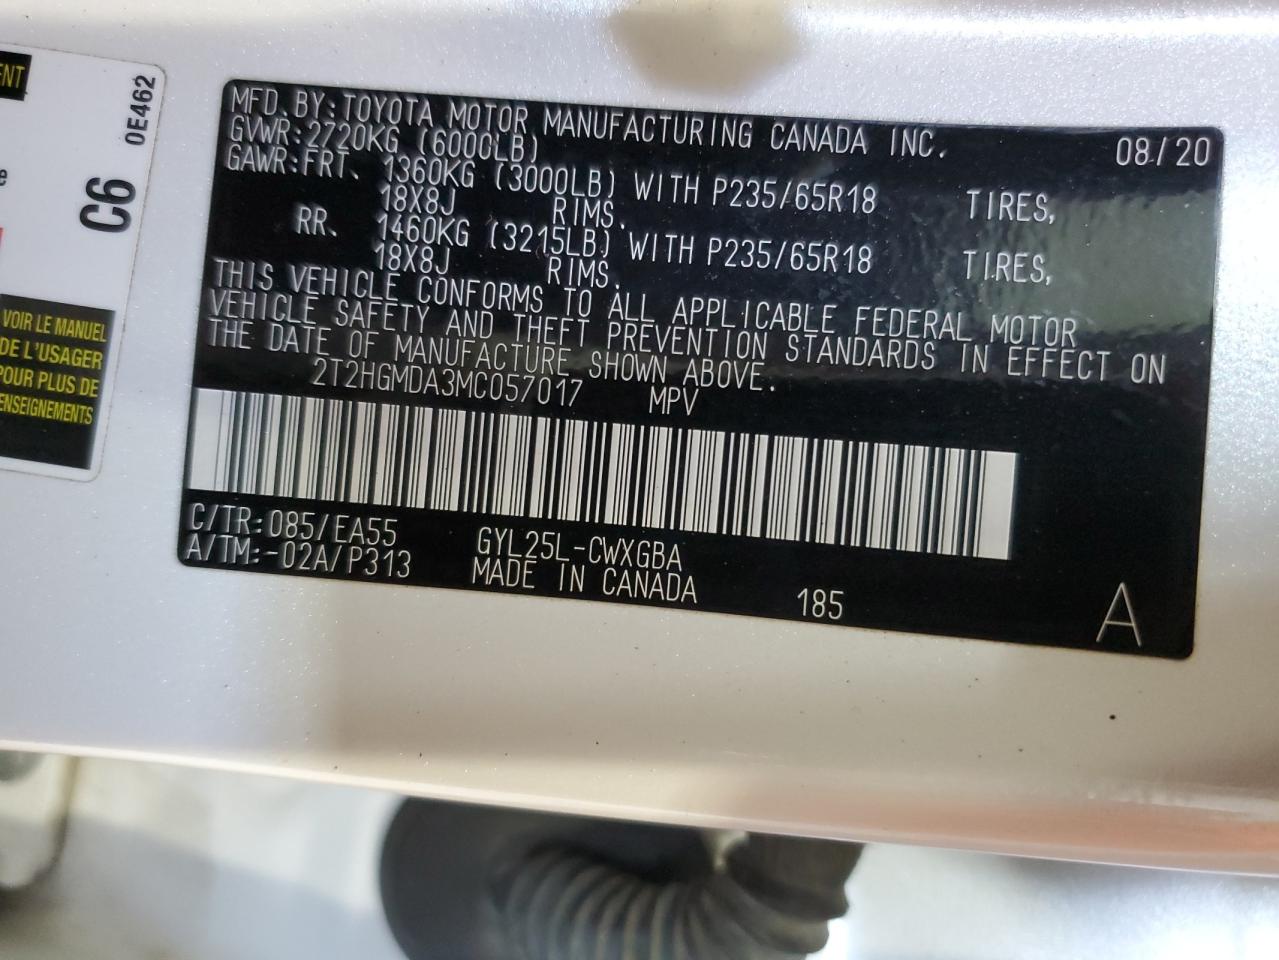 ENT
e
C6
0E462
VOIR LE MANUEL
DE L'USAGER
POUR PLUS DE
ENSEIGNEMENTS
MFD. BY: TOYOTA MOTOR MANUFACTURING CANADA INC. 08/20
GVWR: 2720KG (6000LB)
GAWR: FRT. 1360KG (3000LB) WITH P235/65R18 TIRES,
18X8J RIMS.
RR. 1460KG (3215LB) WITH P235/65R18 TIRES,
18X8J RIMS.
THIS VEHICLE CONFORMS TO ALL APPLICABLE FEDERAL MOTOR
VEHICLE SAFETY AND THEFT PREVENTION STANDARDS IN EFFECT ON
THE DATE OF MANUFACTURE SHOWN ABOVE.
2T2HGMDA3MC057017 MPV
C/TR: 085/EA55 GYL25L-CWXGBA
A/TM: -02A/P313 MADE IN CANADA 185 A